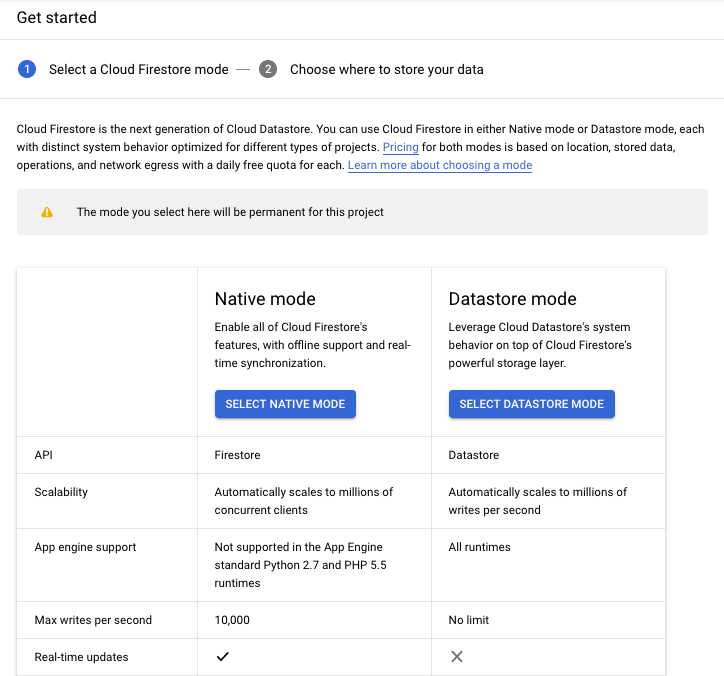 Get started
1 Select a Cloud Firestore mode — 2 Choose where to store your data
Cloud Firestore is the next generation of Cloud Datastore. You can use Cloud Firestore in either Native mode or Datastore mode, each
with distinct system behavior optimized for different types of projects. Pricing for both modes is based on location, stored data,
operations, and network egress with a daily free quota for each. Learn more about choosing a mode
The mode you select here will be permanent for this project
Native mode
Enable all of Cloud Firestore's
features, with offline support and real-
time synchronization.
SELECT NATIVE MODE
Datastore mode
Leverage Cloud Datastore's system
behavior on top of Cloud Firestore's
powerful storage layer.
SELECT DATASTORE MODE
API
Firestore
Datastore
Scalability
Automatically scales to millions of
concurrent clients
Automatically scales to millions of
writes per second
App engine support
Not supported in the App Engine
standard Python 2.7 and PHP 5.5
runtimes
All runtimes
Max writes per second
10,000
No limit
Real-time updates